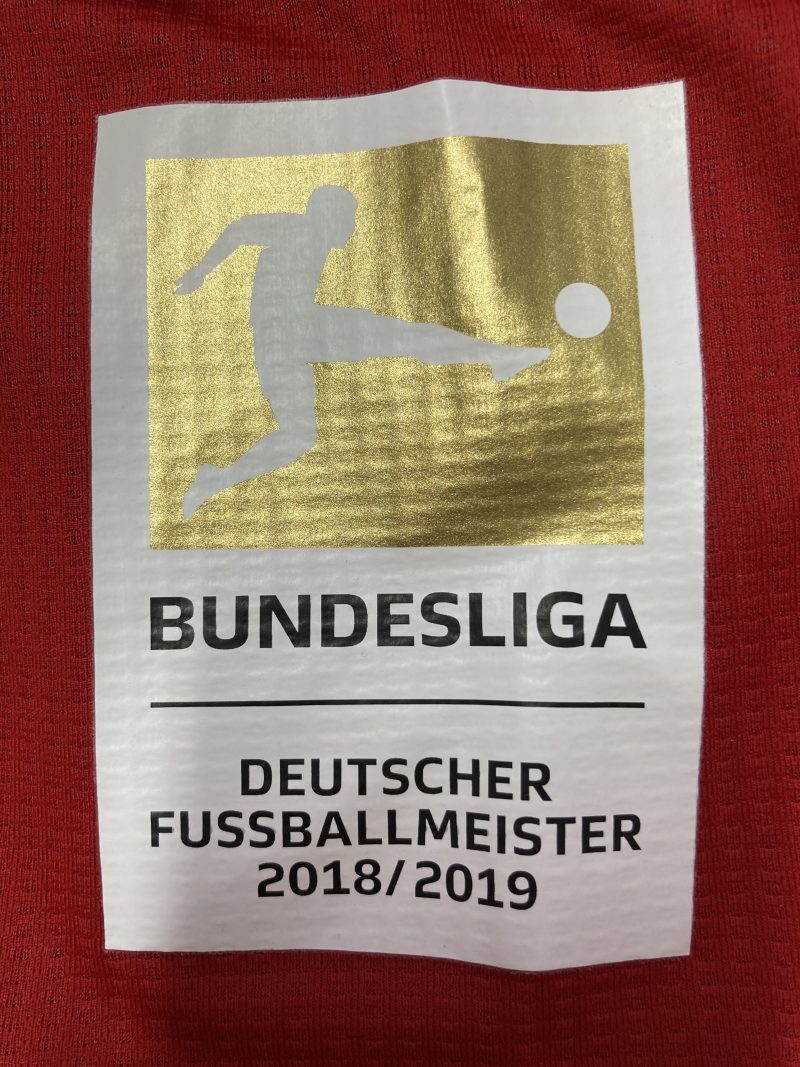 BUNDESLIGA
DEUTSCHER
FUSSBALLMEISTER
2018/2019